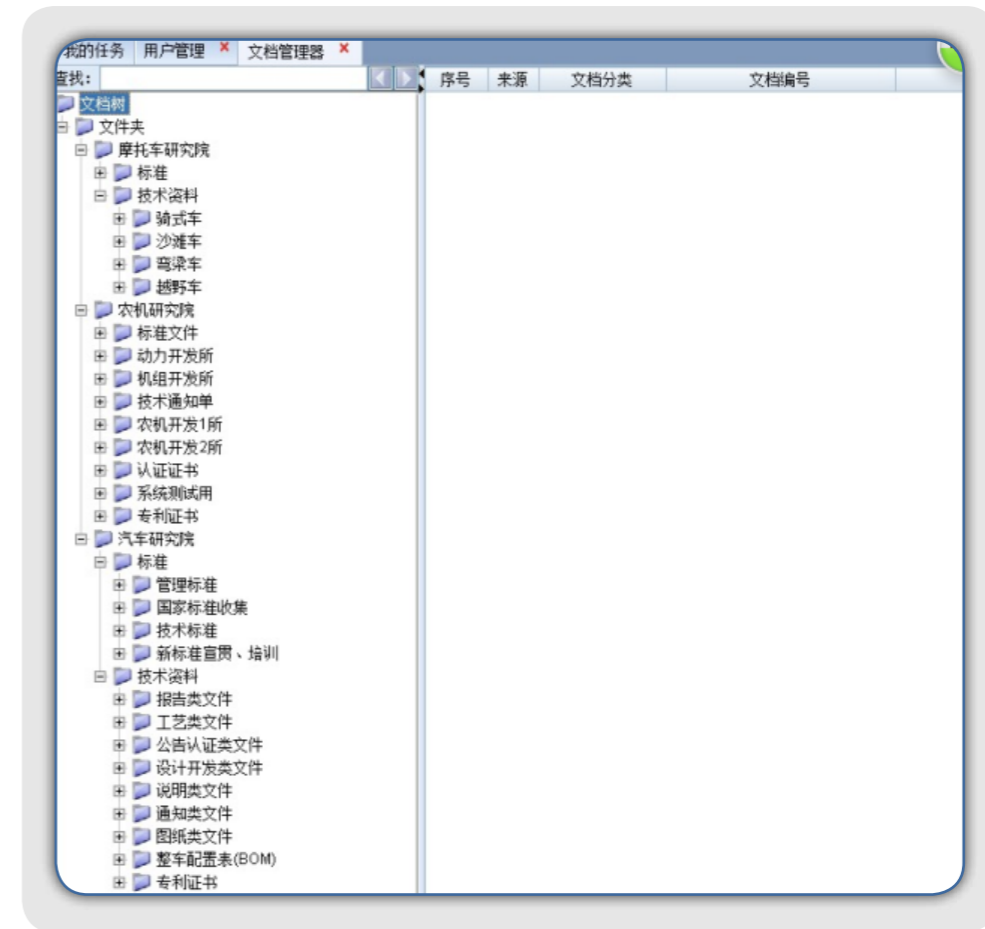 我的任务 用户管理 文档管理器
查找:
序号 来源 文档分类 文档编号
文档树
文件夹
摩托车研究院
标准
技术资料
骑式车
沙滩车
弯梁车
越野车
农机研究院
标准文件
动力开发所
机组开发所
技术通知单
农机开发1所
农机开发2所
认证证书
系统测试用
专利证书
汽车研究院
标准
管理标准
国家标准收集
技术标准
新标准宣贯、培训
技术资料
报告类文件
工艺类文件
公告认证类文件
设计开发类文件
说明类文件
通知类文件
图纸类文件
整车配置表(BOM)
专利证书